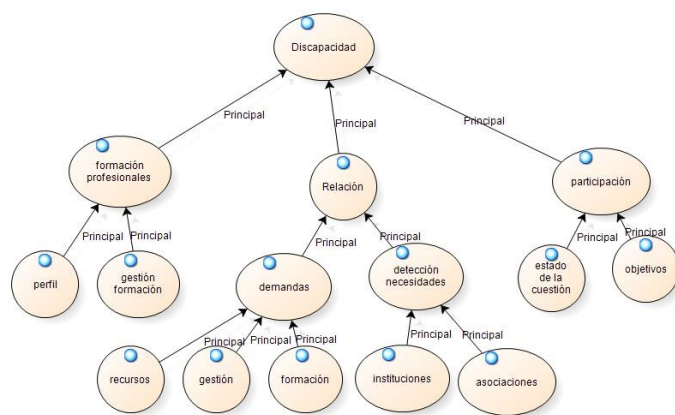 Discapacidad
Principal
Principal
Principal
formación
profesionales
Relación
participación
Principal
Principal
Principal
Principal
Principal
Principal
perfil
gestión
formación
demandas
detección
necesidades
estado
de la
cuestión
objetivos
Principal
Principal
Principal
Principal
Principal
recursos
gestión
formación
instituciones
asociaciones